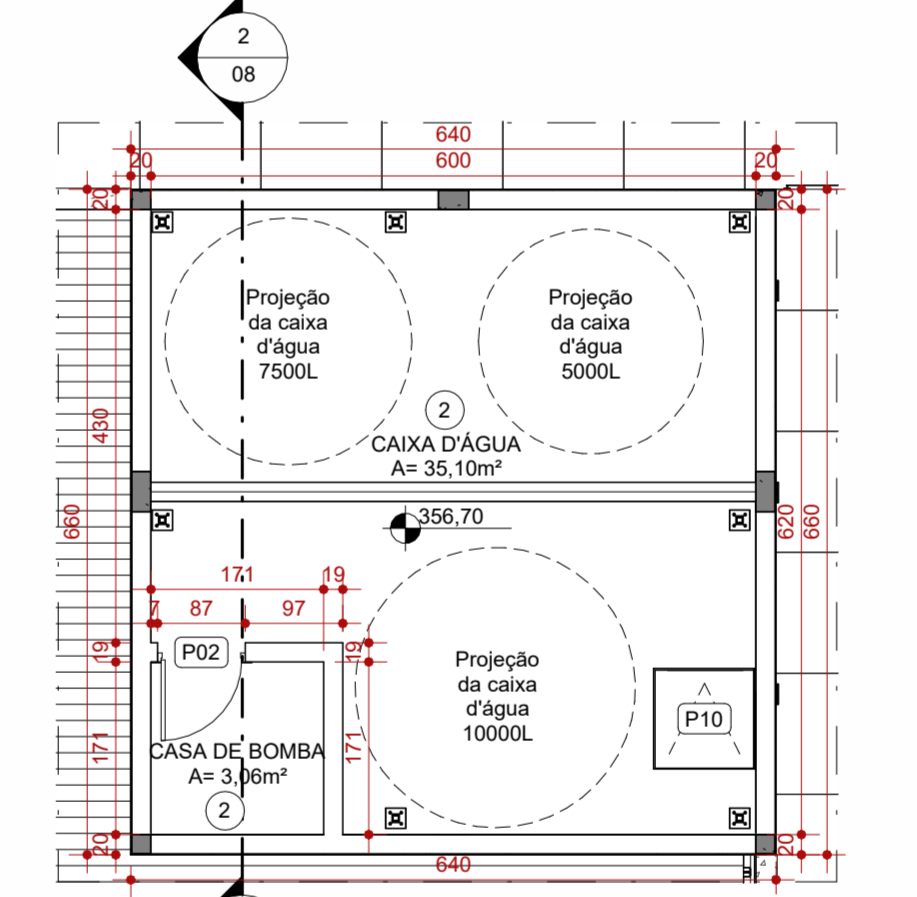 2
08
640
20
600
20
20
20
Projeção
da caixa
d'água
7500L
Projeção
da caixa
d'água
5000L
430
2
CAIXA D'ÁGUA
A= 35,10m²
660
356,70
620
660
171
19
7
87
97
19
P02
19
Projeção
da caixa
d'água
10000L
P10
171
CASA DE BOMBA
A= 3,06m²
171
2
20
20
640